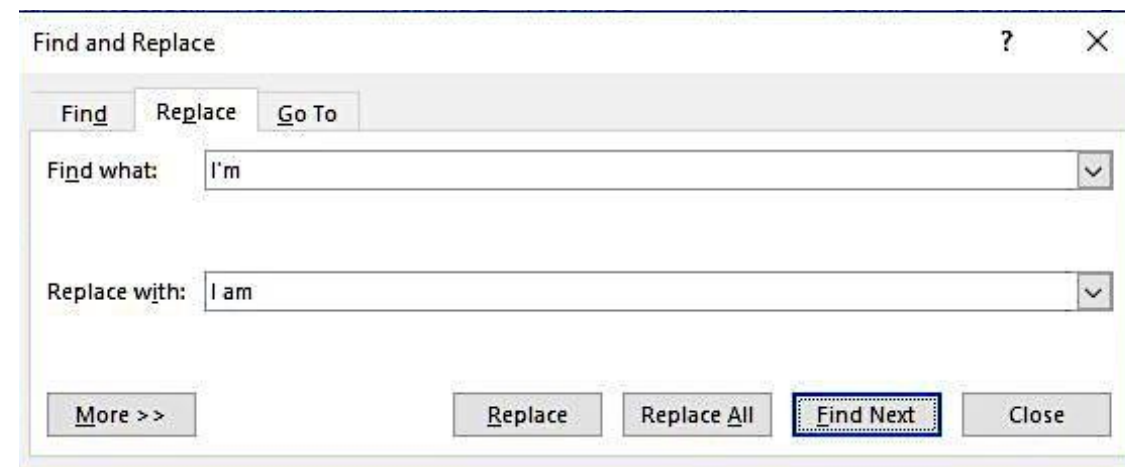 Find and Replace ? X
Find Replace Go To
Find what: I'm
Replace with: I am
More >> Replace Replace All Find Next Close